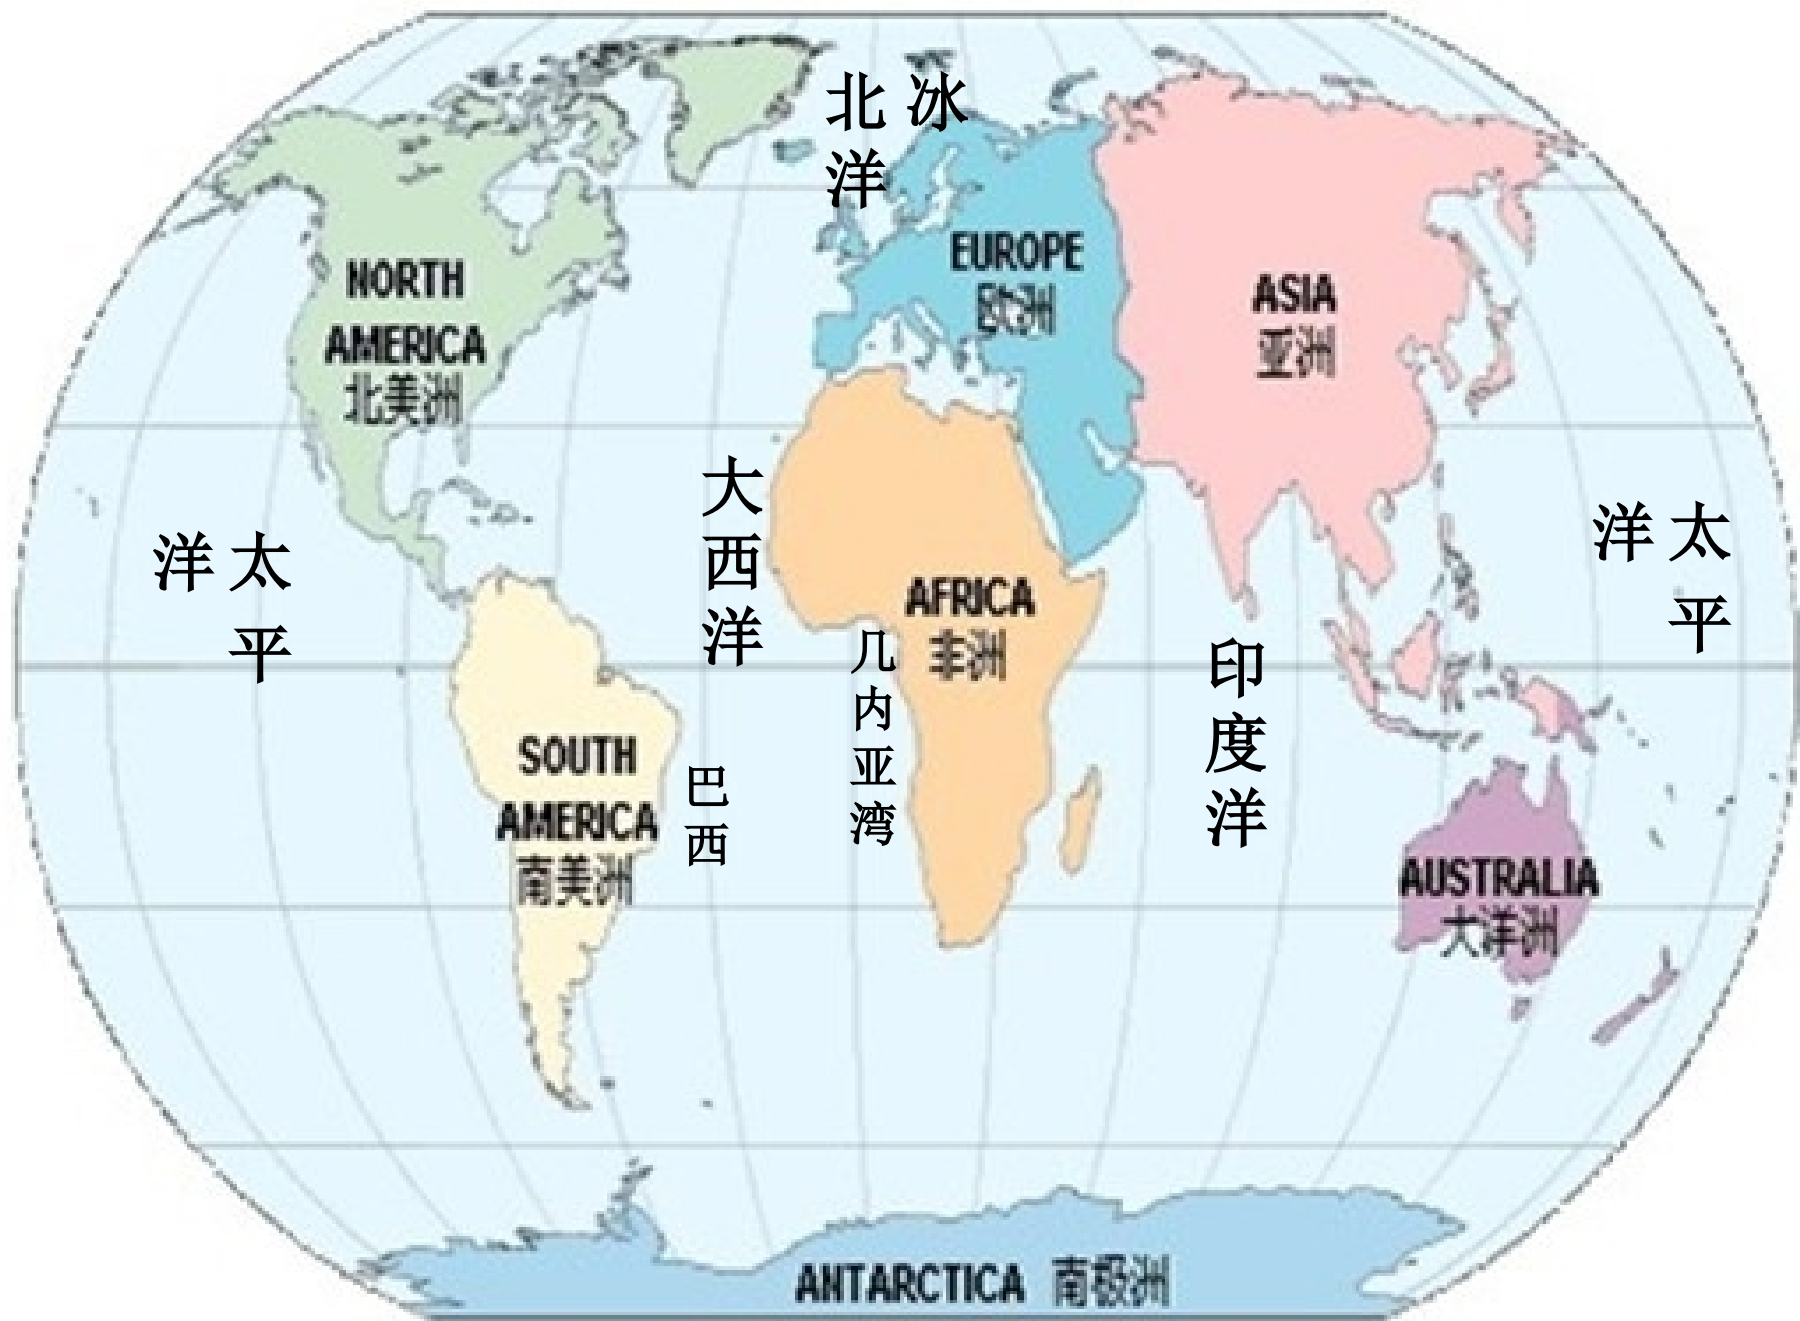 北冰
洋
NORTH
AMERICA
北美洲
EUROPE
欧洲
ASIA
亚洲
大
西
洋
太
平
洋
太
平
洋
AFRICA
非洲
几
内
亚
湾
印
度
洋
SOUTH
AMERICA
南美洲
巴
西
AUSTRALIA
大洋洲
ANTARCTICA 南极洲